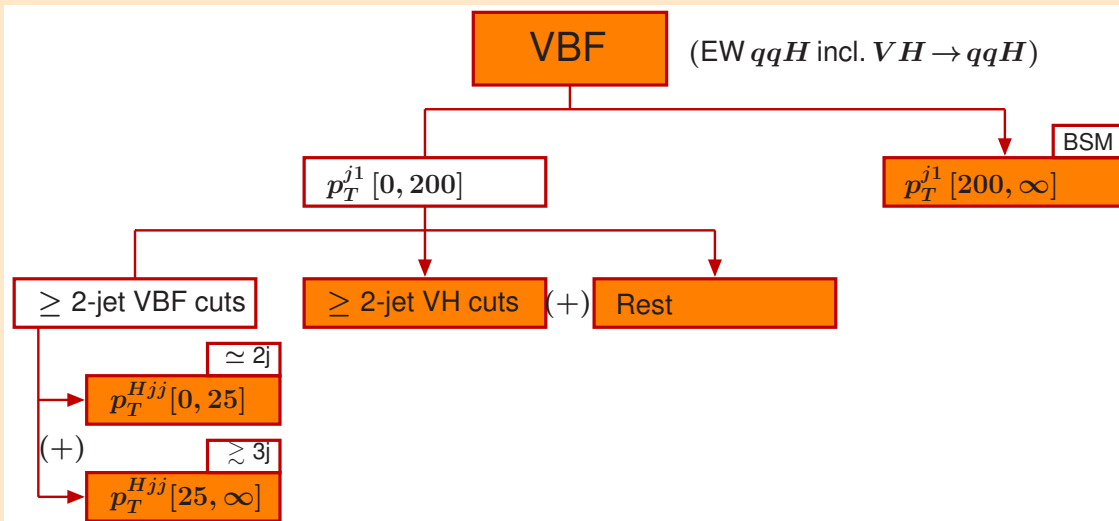 VBF (EW qqH incl. VH → qqH)
BSM
p_T^{j1} [0, 200]
p_T^{j1} [200, ∞]
≥ 2-jet VBF cuts
≥ 2-jet VH cuts (+) Rest
≃ 2j
p_T^{Hjj} [0, 25]
(+)
≳ 3j
p_T^{Hjj} [25, ∞]